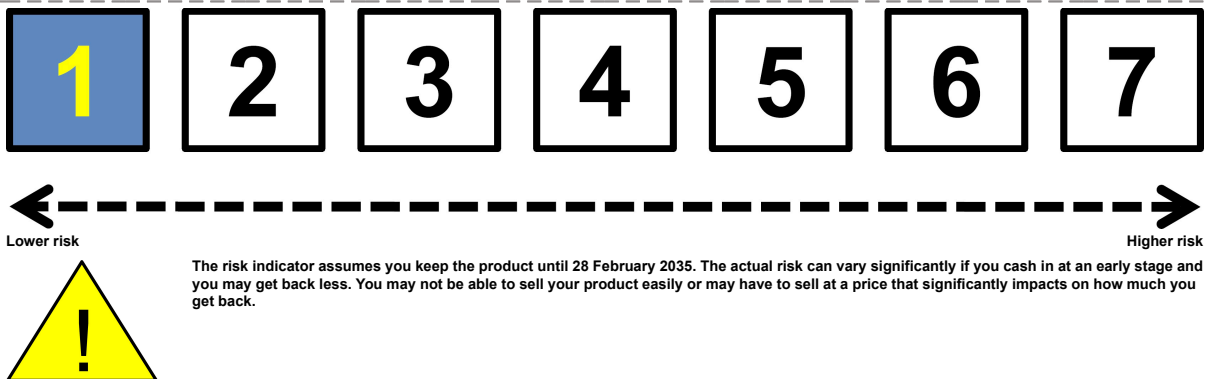 1 2 3 4 5 6 7
Lower risk Higher risk
The risk indicator assumes you keep the product until 28 February 2035. The actual risk can vary significantly if you cash in at an early stage and
you may get back less. You may not be able to sell your product easily or may have to sell at a price that significantly impacts on how much you
get back.
!